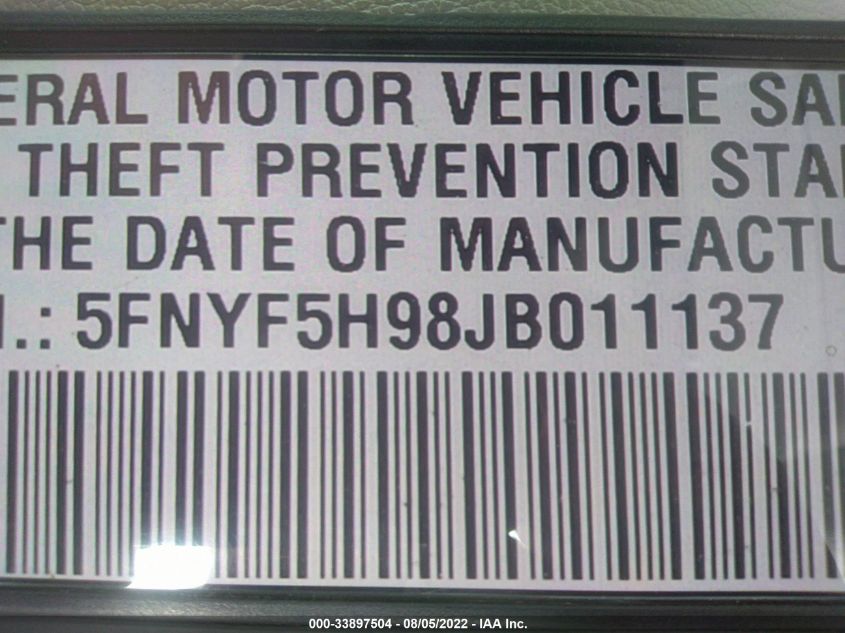 ERAL MOTOR VEHICLE SA
THEFT PREVENTION STA
THE DATE OF MANUFACTU
.: 5FNYF5H98JB011137
000-33897504 - 08/05/2022 - IAA Inc.